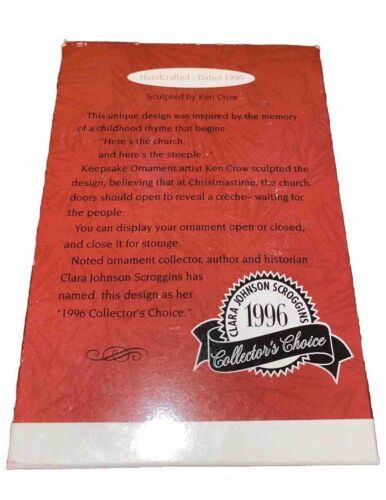 Handcrafted - Dated 1996
Sculpted by Ken Crow
This unique design was inspired by the memory
of a childhood rhyme that begins:
"Here's the church,
and here's the steeple..."
Keepsake Ornament artist Ken Crow sculpted the
design, believing that at Christmastime, the church
doors should open to reveal a crèche–waiting for
the people.
You can display your ornament open or closed,
and close it for storage.
Noted ornament collector, author and historian
Clara Johnson Scroggins has
named this design as her
"1996 Collector's Choice."
CLARA JOHNSON SCROGGINS
1996
Collector's Choice